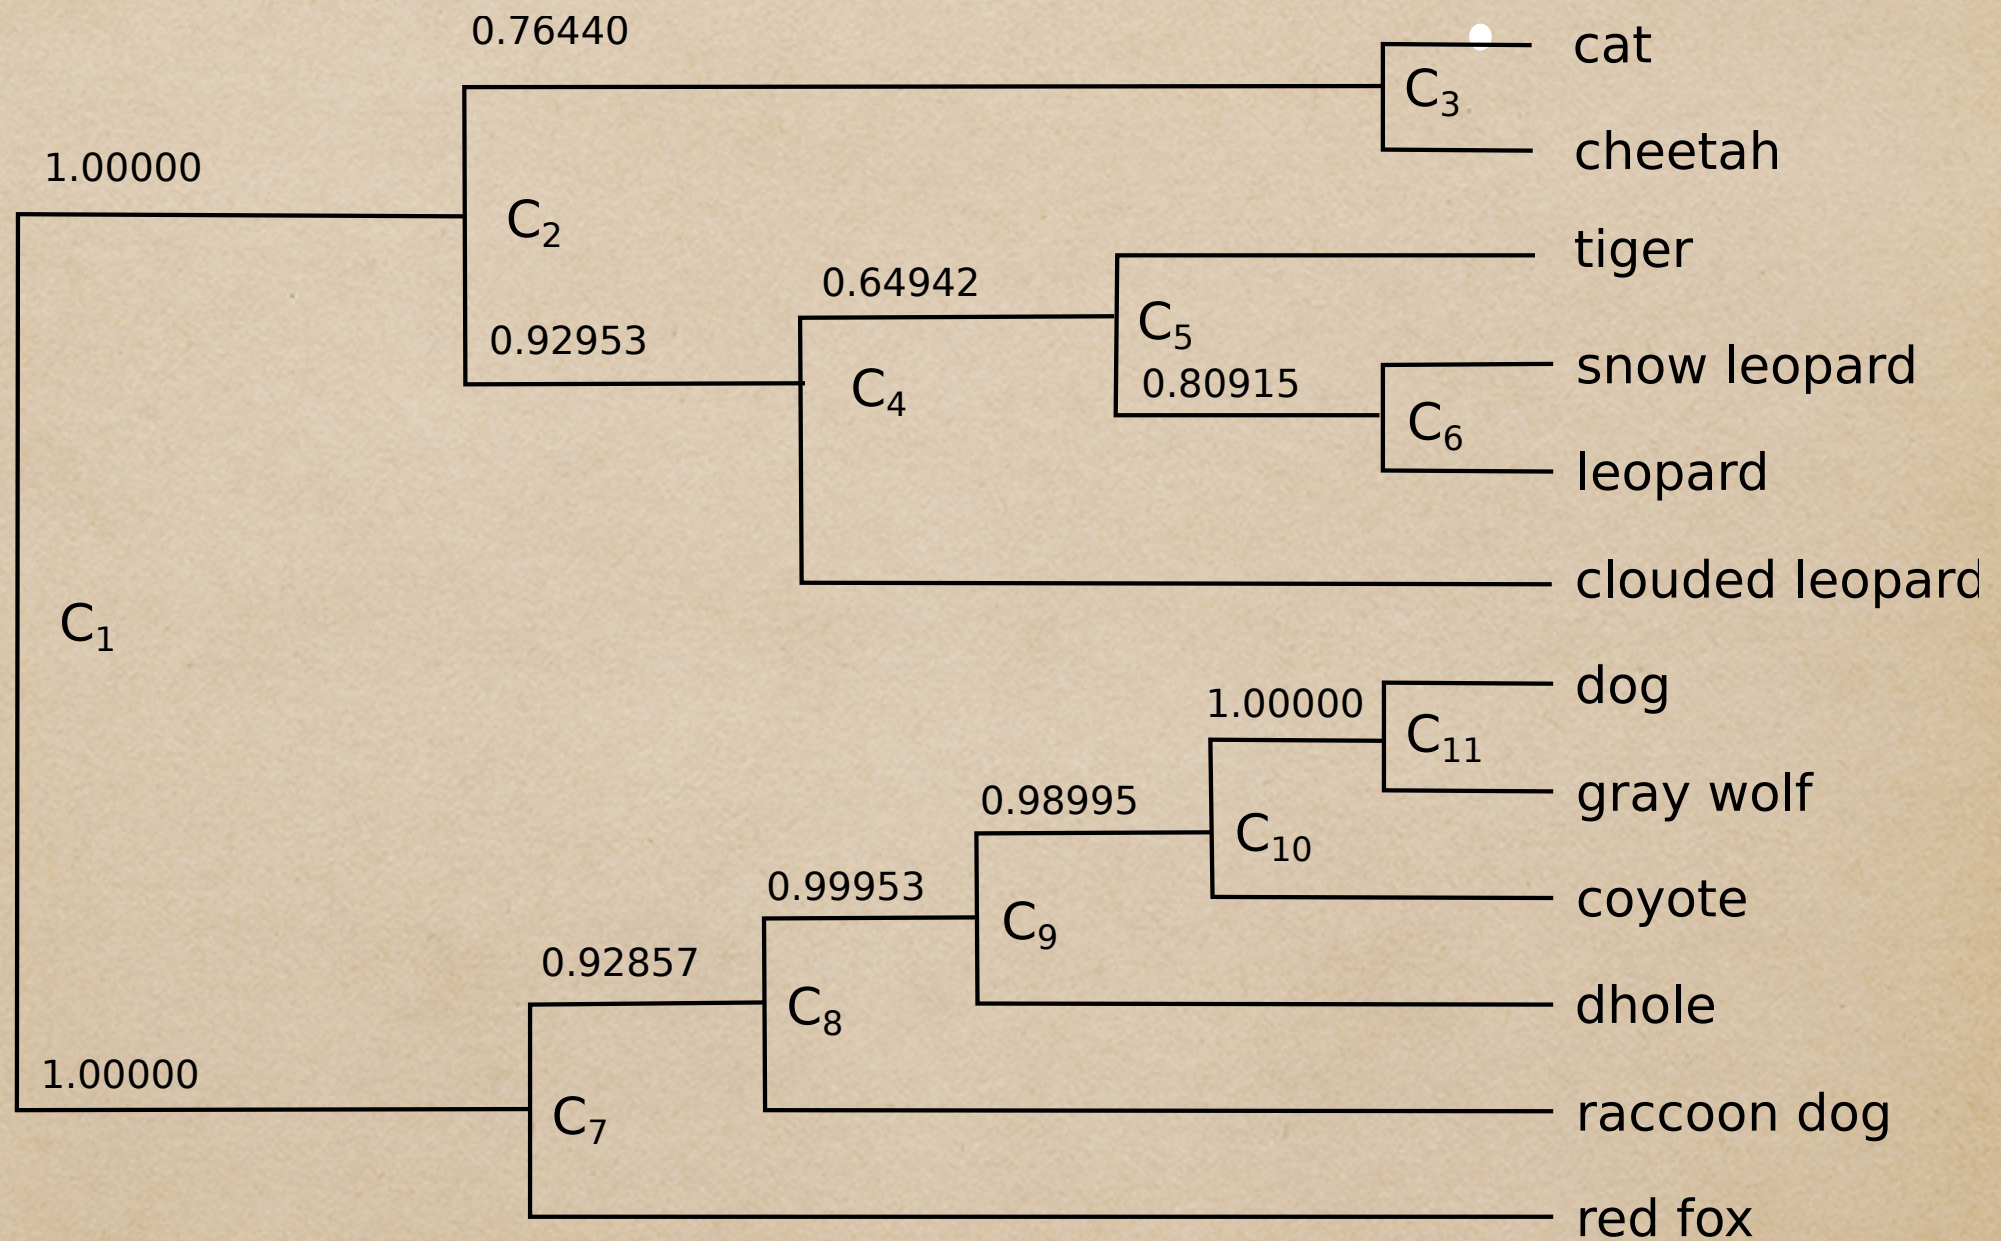 0.76440
cat
C3
cheetah
1.00000
C2
tiger
0.64942
C5
0.92953
snow leopard
0.80915
C4
C6
leopard
clouded leopard
C1
dog
1.00000
C11
gray wolf
0.98995
C10
coyote
0.99953
C9
0.92857
dhole
C8
1.00000
raccoon dog
C7
red fox